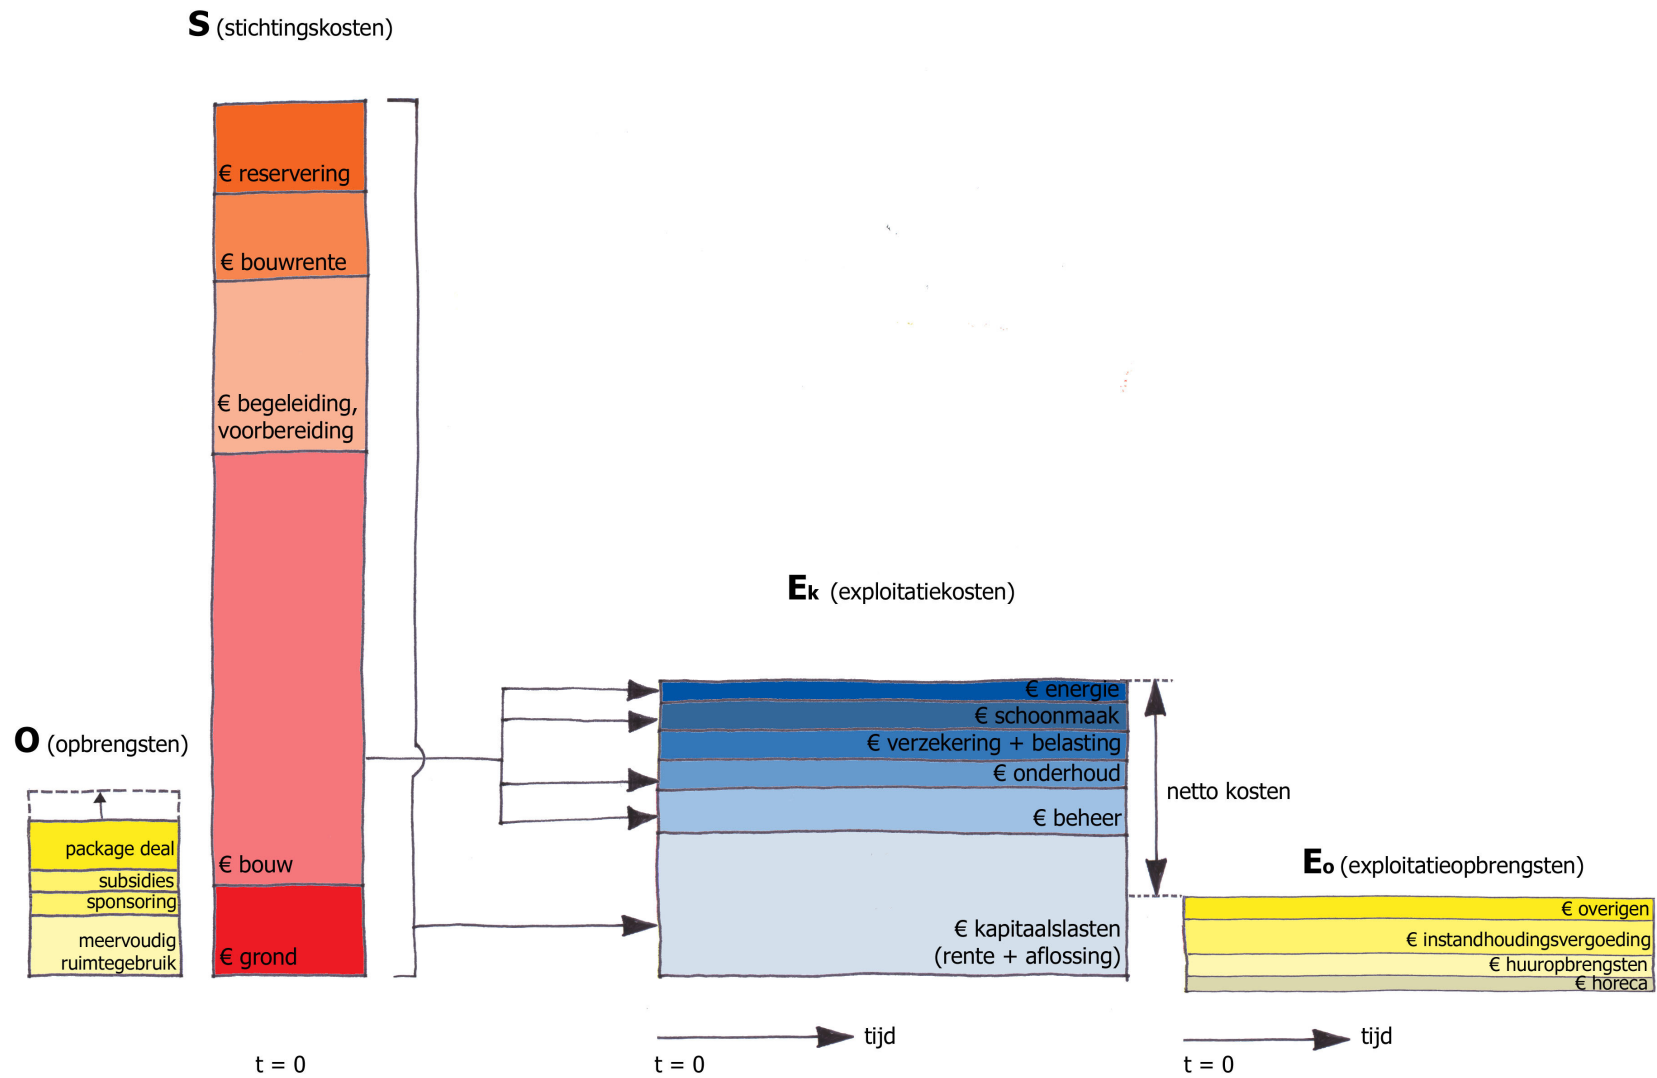 S (stichtingskosten)
€ reservering
€ bouwrente
€ begeleiding,
voorbereiding
€ bouw
€ grond
t = 0
O (opbrengsten)
package deal
subsidies
sponsoring
meervoudig
ruimtegebruik
Ek (exploitatiekosten)
€ energie
€ schoonmaak
€ verzekering + belasting
€ onderhoud
€ beheer
€ kapitaalslasten
(rente + aflossing)
netto kosten
tijd
t = 0
Eo (exploitatieopbrengsten)
€ overigen
€ instandhoudingsvergoeding
€ huuropbrengsten
€ horeca
tijd
t = 0